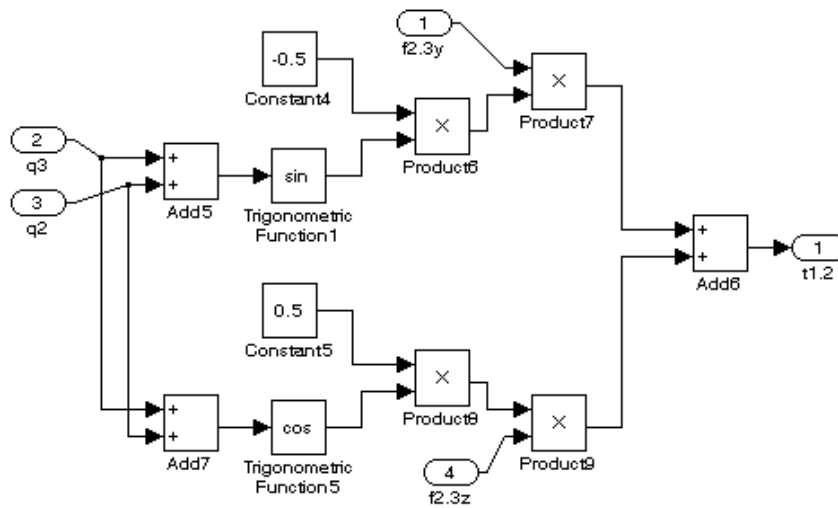 1
f2.3y
-0.5
Constant4
×
Product7
×
Product6
2
q3
3
q2
+
+
Add5
sin
Trigonometric
Function1
+
+
Add6
1
t1.2
0.5
Constant5
×
Product8
+
+
Add7
cos
Trigonometric
Function5
×
Product9
4
f2.3z